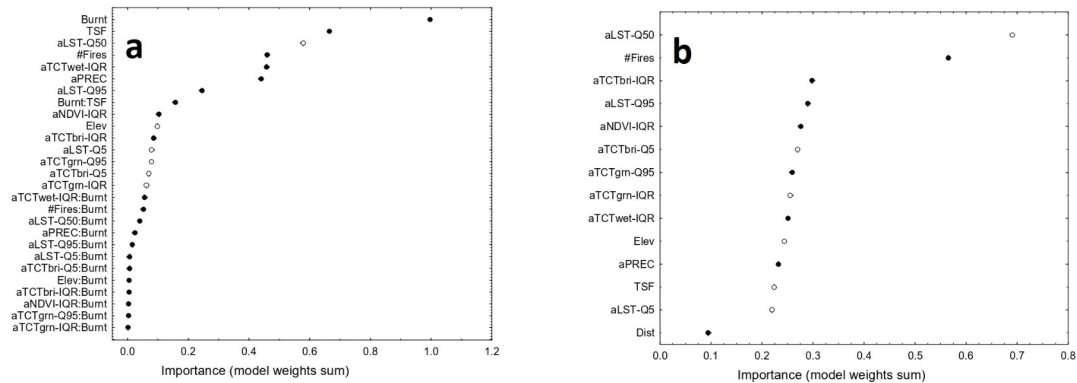 a
Burnt
TSF
aLST-Q50
#Fires
aTCTwet-IQR
aPREC
aLST-Q95
Burnt:TSF
aNDVI-IQR
Elev
aTCTbri-IQR
aLST-Q5
aTCTgrn-Q95
aTCTbri-Q5
aTCTgrn-IQR
aTCTwet-IQR:Burnt
#Fires:Burnt
aLST-Q50:Burnt
aPREC:Burnt
aLST-Q95:Burnt
aLST-Q5:Burnt
aTCTbri-Q5:Burnt
Elev:Burnt
aTCTbri-IQR:Burnt
aNDVI-IQR:Burnt
aTCTgrn-Q95:Burnt
aTCTgrn-IQR:Burnt
0.0 0.2 0.4 0.6 0.8 1.0 1.2
Importance (model weights sum)
b
aLST-Q50
#Fires
aTCTbri-IQR
aLST-Q95
aNDVI-IQR
aTCTbri-Q5
aTCTgrn-Q95
aTCTgrn-IQR
aTCTwet-IQR
Elev
aPREC
TSF
aLST-Q5
Dist
0.0 0.1 0.2 0.3 0.4 0.5 0.6 0.7 0.8
Importance (model weights sum)